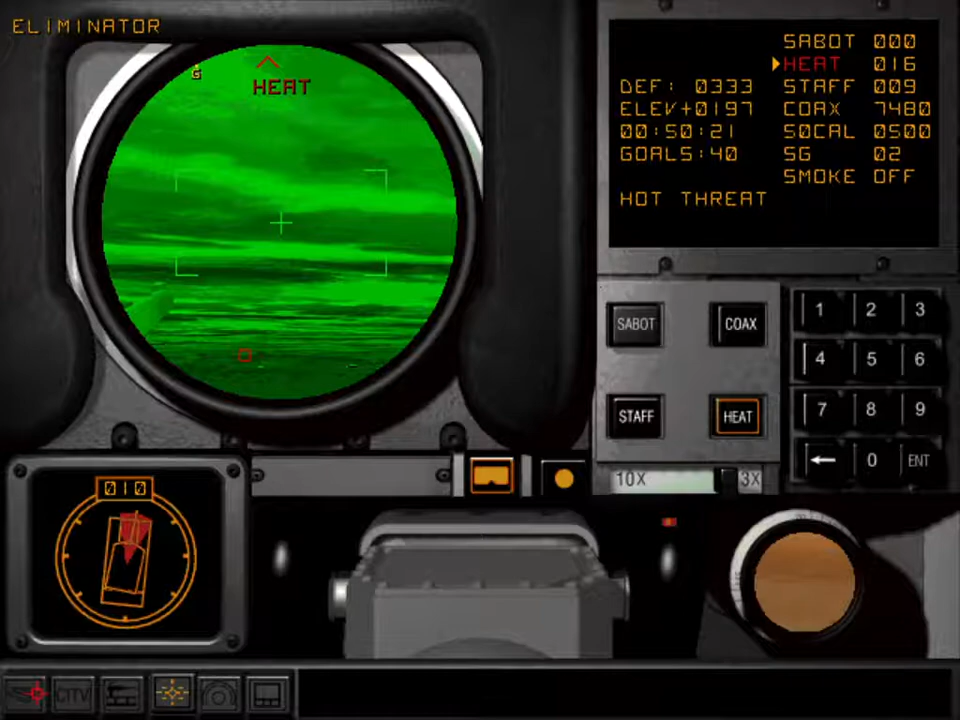 ELIMINATOR
G
HEAT
SABOT 000
HEAT 016
DEF: 0333 STAFF 009
ELEV+0197 COAX 7480
00:50:21 SOCAL 0500
GOALS:40 SG 02
SMOKE OFF
HOT THREAT
SABOT COAX
STAFF HEAT
1 2 3
4 5 6
7 8 9
0 ENT
10X 3X
010
CITV